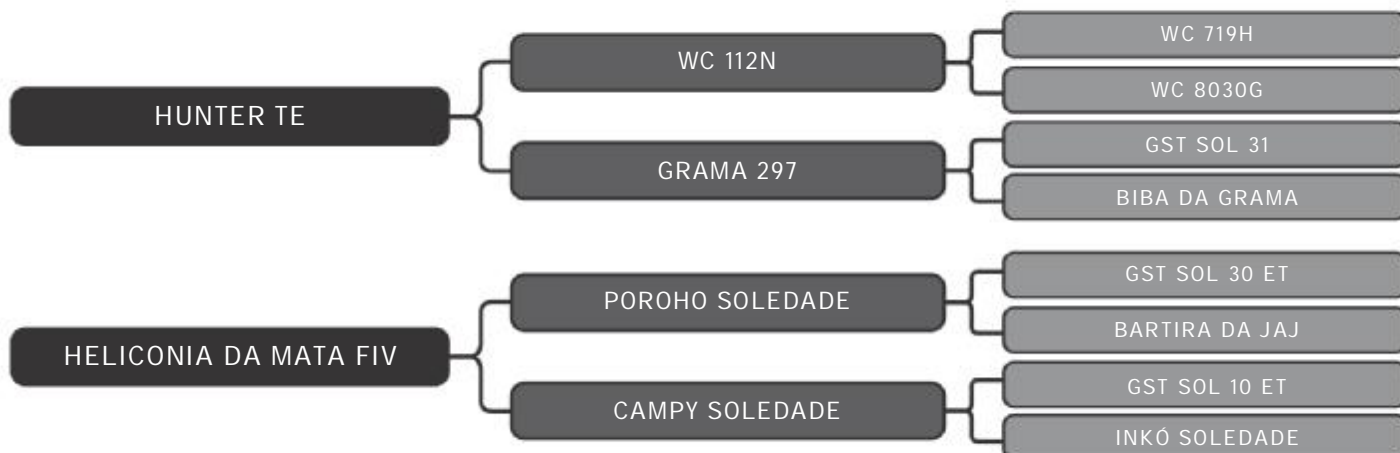 HUNTER TE
WC 112N
WC 719H
WC 8030G
GRAMA 297
GST SOL 31
BIBA DA GRAMA
HELICONIA DA MATA FIV
POROHO SOLEDADE
GST SOL 30 ET
BARTIRA DA JAJ
CAMPY SOLEDADE
GST SOL 10 ET
INKÓ SOLEDADE